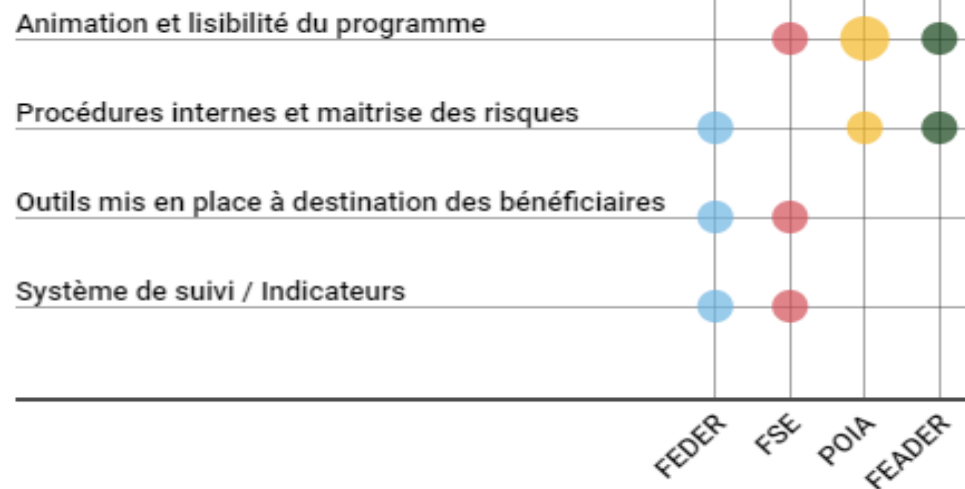 Animation et lisibilité du programme
Procédures internes et maitrise des risques
Outils mis en place à destination des bénéficiaires
Système de suivi / Indicateurs
FEDER
FSE
POIA
FEADER